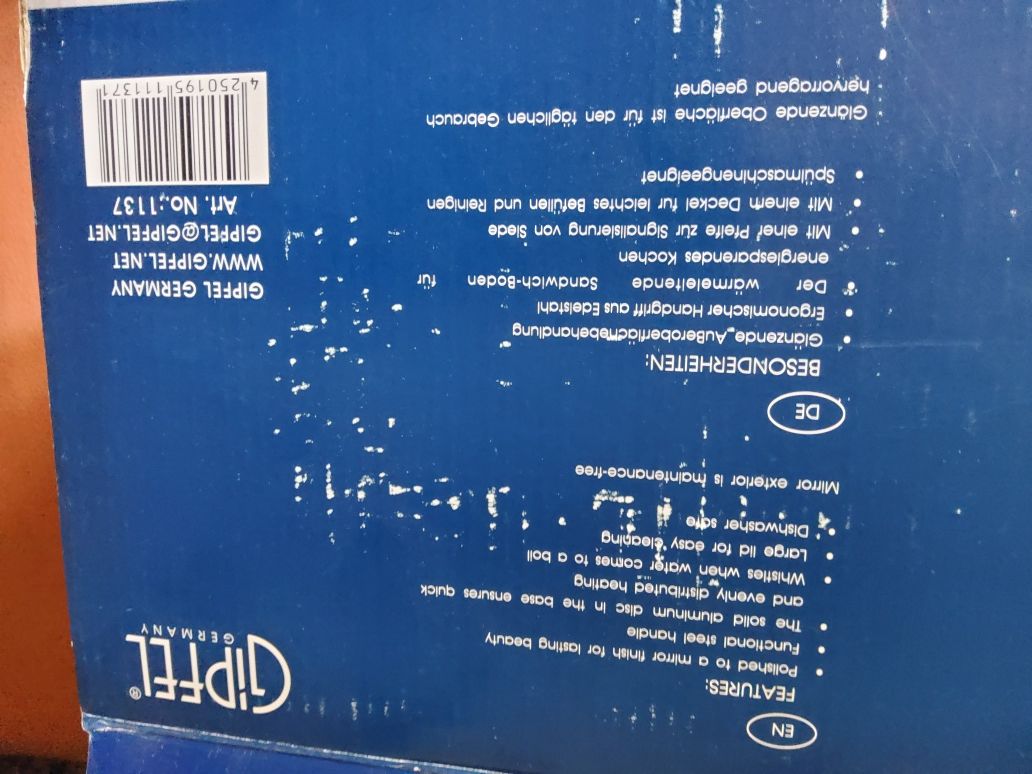 EN
FEATURES:
• Polished to a mirror finish for lasting beauty
• Functional steel handle
• The solid aluminum disc in the base ensures quick
and evenly distributed heating
• Whistles when water comes to a boil
• Large lid for easy cleaning
• Dishwasher safe
Mirror exterior is maintenance-free
DE
BESONDERHEITEN:
• Glänzende Außeroberflächebehandlung
• Ergonomischer Handgriff aus Edelstahl
• Der wärmeleitende Sandwich-Boden für
energiesparendes Kochen
• Mit einer Pfeife zur Signalisierung von Siede
• Mit einem Deckel für leichtes Befüllen und Reinigen
• Spülmaschinengeeignet
Glänzende Oberfläche ist für den täglichen Gebrauch
hervorragend geeignet
GIPFEL®
GERMANY
GIPFEL GERMANY
WWW.GIPFEL.NET
GIPFEL@GIPFEL.NET
Art. No.:1137
4 250195 111371